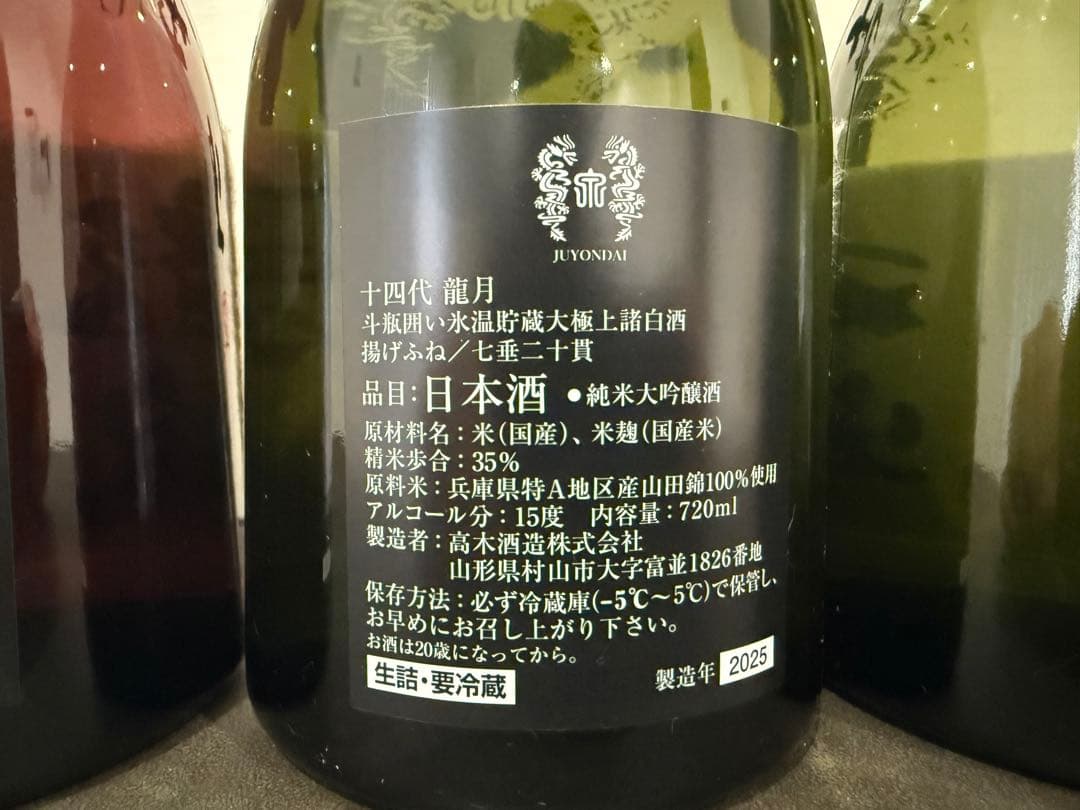 JUYONDAI
十四代 龍月
斗瓶囲い氷温貯蔵大極上諸白酒
揚げふね/七垂二十貫
品目:日本酒 ●純米大吟醸酒
原材料名:米(国産)、米麹(国産米)
精米歩合:35%
原料米:兵庫県特A地区産山田錦100%使用
アルコール分:15度 内容量:720ml
製造者:高木酒造株式会社
山形県村山市大字富並1826番地
保存方法:必ず冷蔵庫(-5℃~5℃)で保管し、
お早めにお召し上がり下さい。
お酒は20歳になってから。
生詰・要冷蔵
製造年 2025